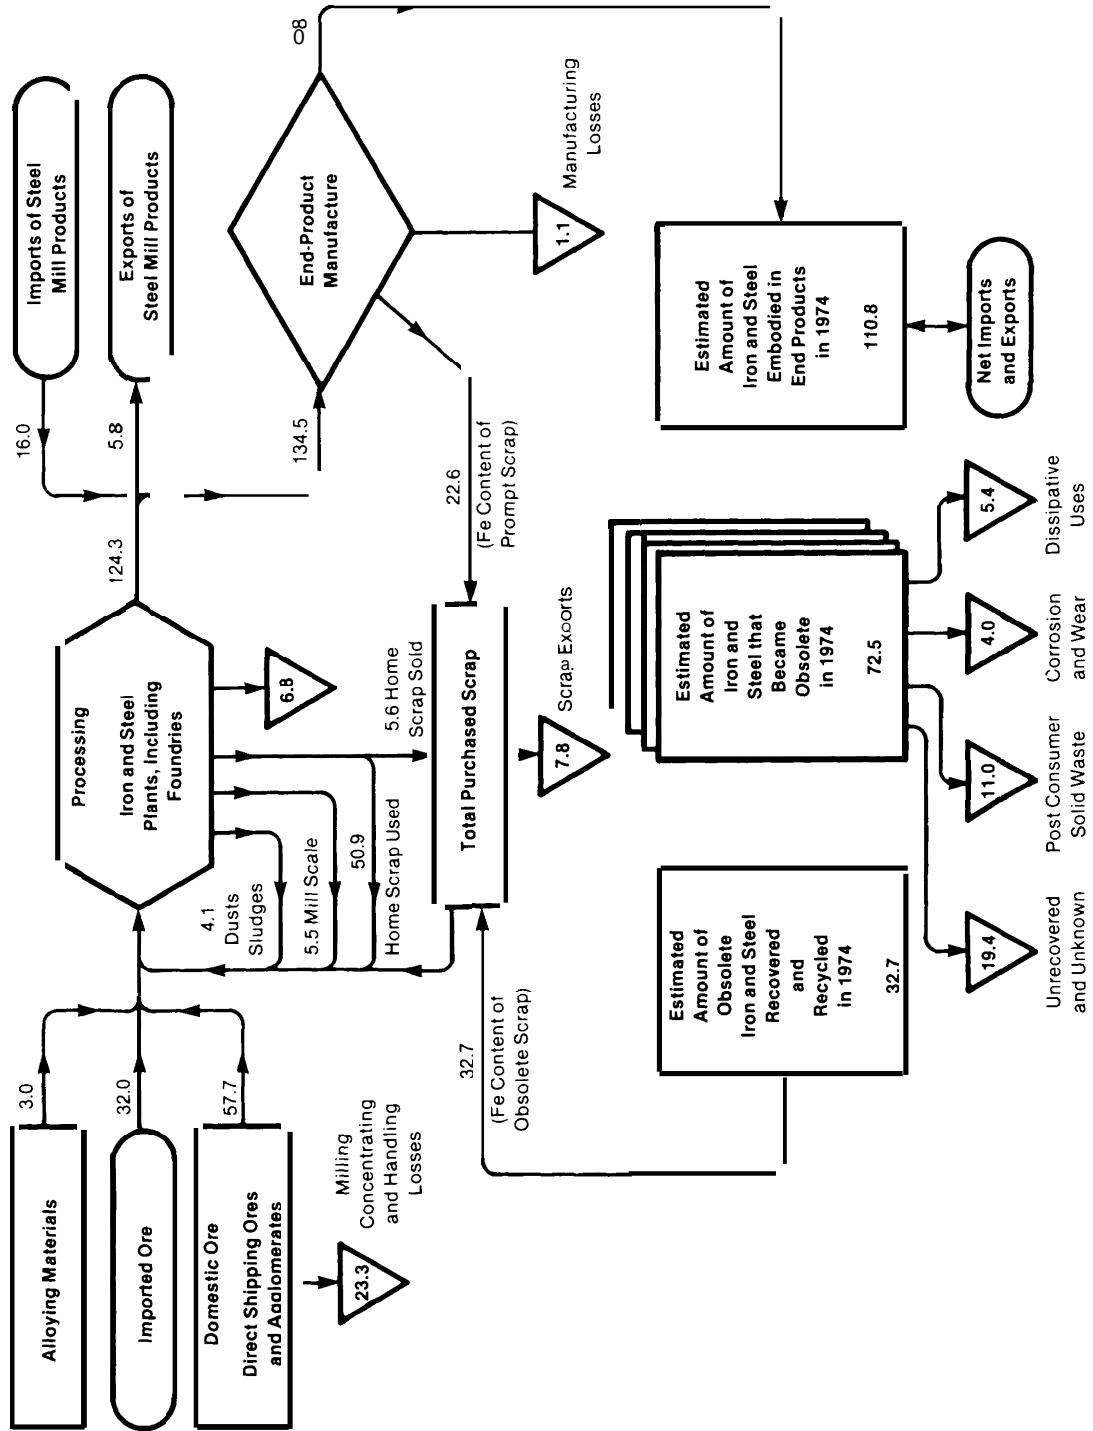 Alloying Materials
3.0
Imported Ore
32.0
Domestic Ore
Direct Shipping Ores
and Agglomerates
57.7
23.3
Milling
Concentrating
and Handling
Losses
Processing
Iron and Steel
Plants, Including
Foundries
4.1
Dusts
Sludges
5.5 Mill Scale
50.9
Home Scrap Used
6.8
5.6 Home
Scrap Sold
124.3
16.0
5.8
Imports of Steel
Mill Products
Exports of
Steel Mill Products
134.5
End-Product
Manufacture
08
1.1
Manufacturing
Losses
22.6
(Fe Content of
Prompt Scrap)
Total Purchased Scrap
7.8
Scrap Exports
32.7
(Fe Content of
Obsolete Scrap)
Estimated
Amount of
Obsolete
Iron and Steel
Recovered
and
Recycled
in 1974
32.7
Estimated
Amount of
Iron and
Steel that
Became
Obsolete
in 1974
72.5
Estimated
Amount of
Iron and Steel
Embodied in
End Products
in 1974
110.8
Net Imports
and Exports
19.4
Unrecovered
and Unknown
11.0
Post Consumer
Solid Waste
4.0
Corrosion
and Wear
5.4
Dissipative
Uses